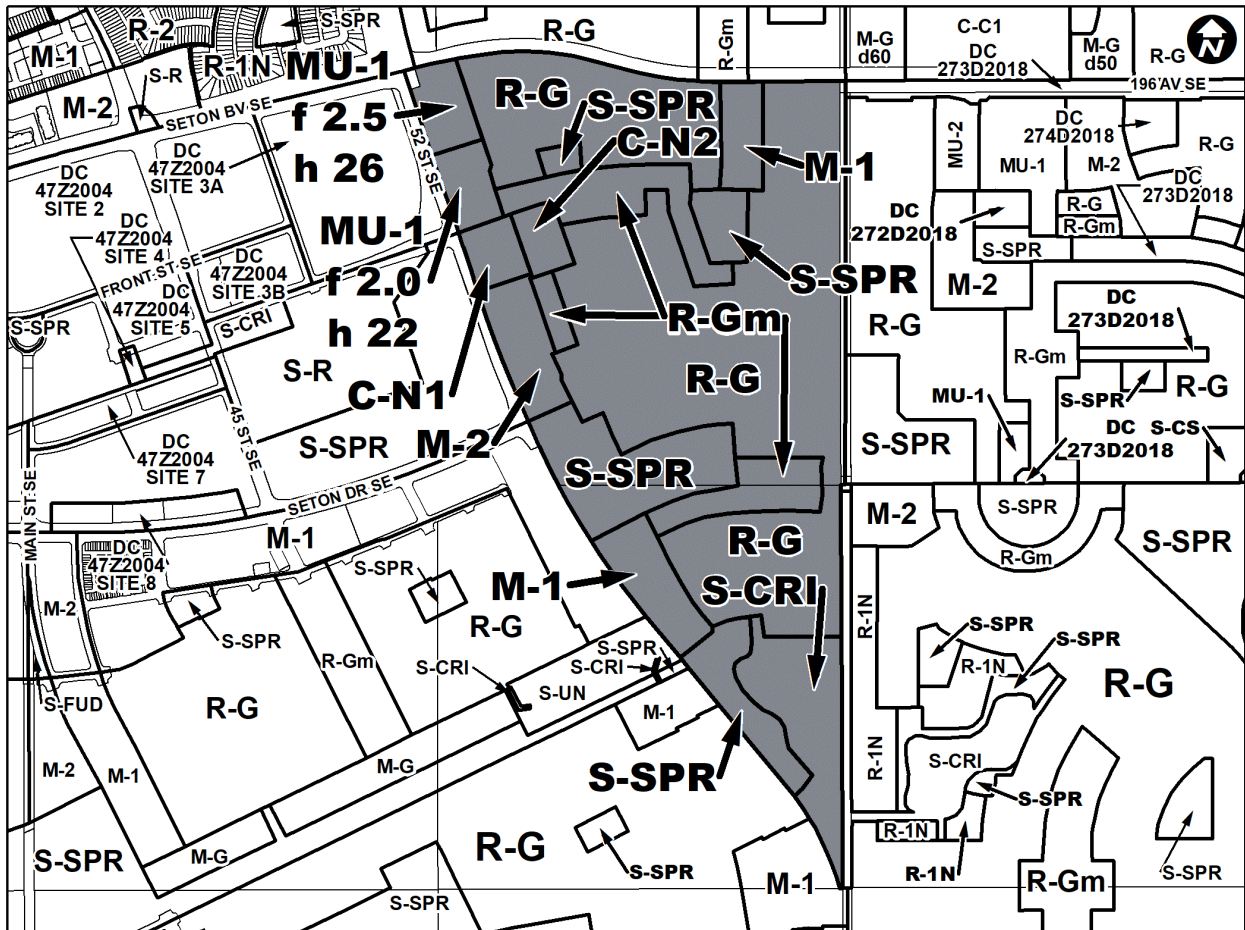 S-SPR
R-2
R-G
C-C1
M-G
d60
DC
273D2018
M-G
d50
R-G
N
M-1
R-1N
MU-1
R-Gm
S-R
R-G
S-SPR
196 AV SE
M-2
f 2.5
C-N2
SETON BV SE
52 ST SE
h 26
M-1
MU-2
DC
274D2018
R-G
MU-1
M-2
DC
47Z2004
SITE 2
DC
47Z2004
SITE 3A
DC
273D2018
DC
47Z2004
SITE 4
MU-1
f 2.0
h 22
DC
272D2018
R-G
R-Gm
S-SPR
FRONT ST SE
DC
47Z2004
SITE 3B
S-SPR
M-2
DC
47Z2004
SITE 5
S-CRI
S-SPR
R-Gm
R-G
DC
273D2018
R-Gm
S-R
R-G
C-N1
S-SPR
R-G
MU-1
45 ST SE
S-SPR
M-2
S-SPR
DC
273D2018
S-CS
DC
47Z2004
SITE 7
S-SPR
SETON DR SE
S-SPR
MAIN ST SE
M-2
R-G
R-Gm
S-SPR
M-1
DC
47Z2004
SITE 8
S-SPR
M-1
S-CRI
R-1N
M-2
S-SPR
R-G
S-SPR
S-SPR
R-Gm
S-SPR
S-CRI
S-CRI
R-1N
R-G
S-FUD
R-G
S-UN
M-1
M-2
M-1
M-G
S-SPR
R-1N
S-CRI
S-SPR
R-1N
S-SPR
M-G
R-G
S-SPR
R-1N
R-Gm
S-SPR
M-1
S-SPR